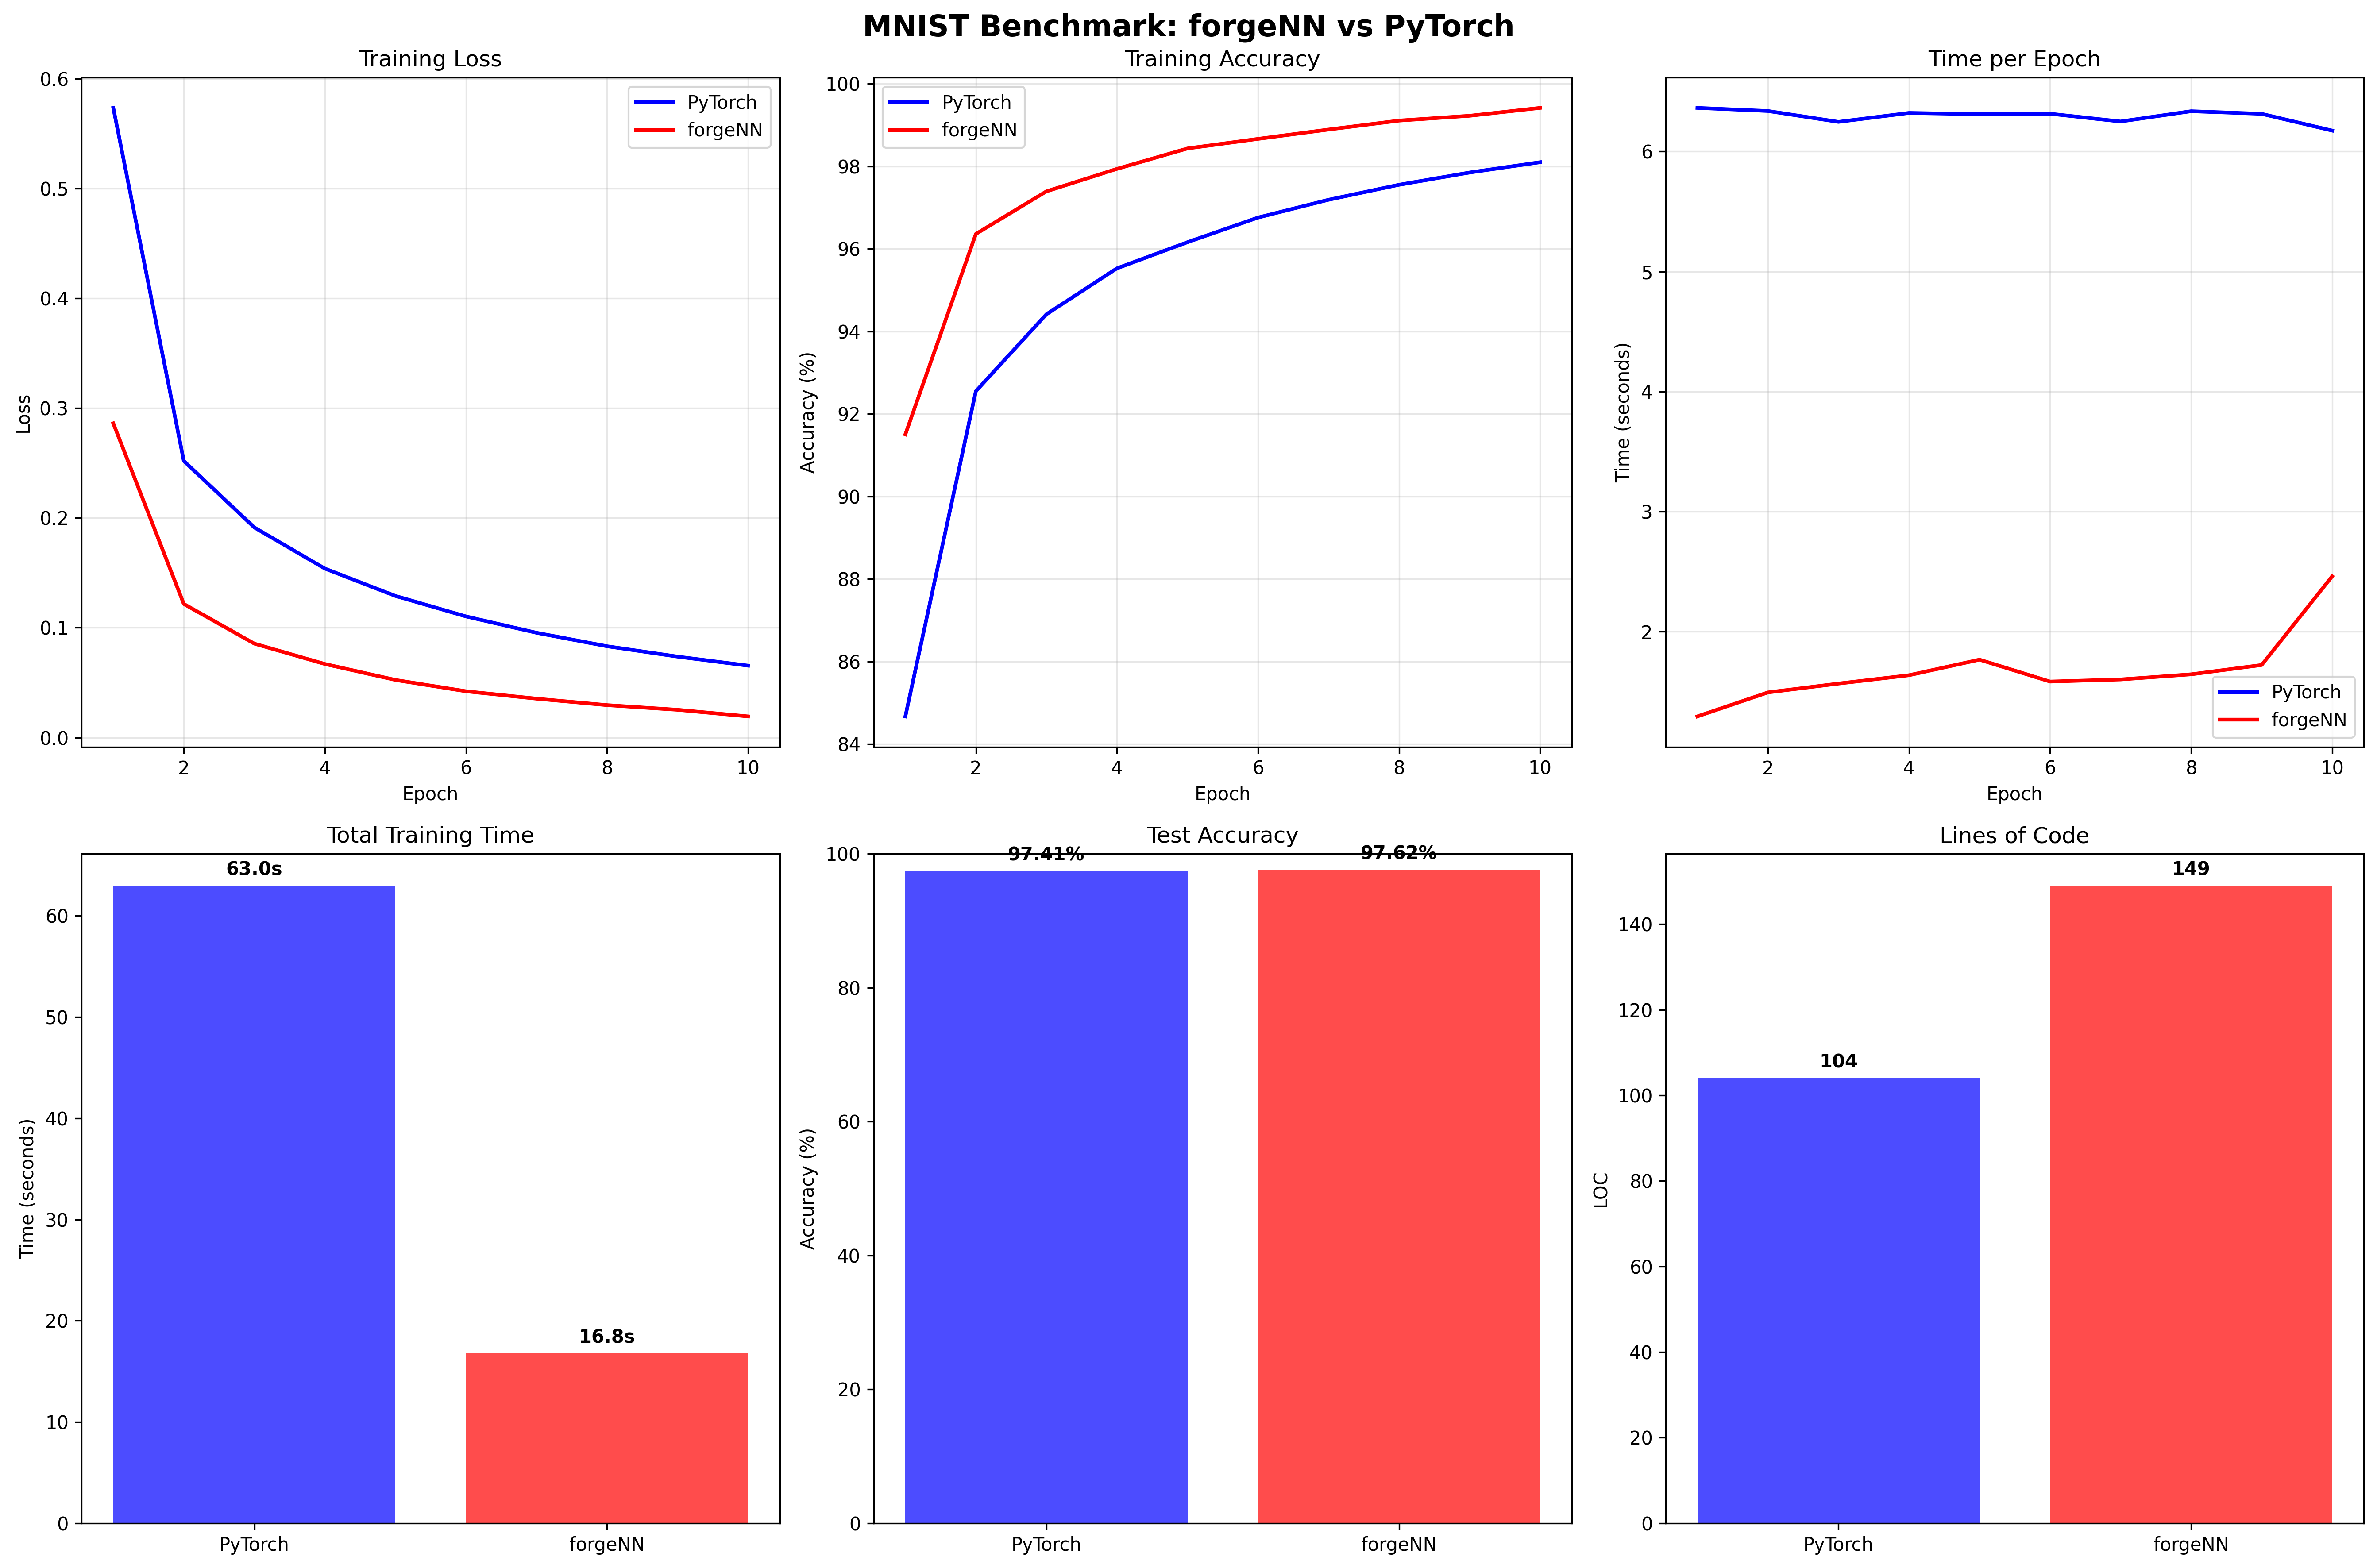 MNIST Benchmark: forgeNN vs PyTorch
Training Loss
0.6
0.5
0.4
0.3
0.2
0.1
0.0
Loss
2
4
6
8
10
Epoch
PyTorch
forgeNN
Training Accuracy
100
98
96
94
92
90
88
86
84
Accuracy (%)
2
4
6
8
10
Epoch
PyTorch
forgeNN
Time per Epoch
6
5
4
3
2
Time (seconds)
2
4
6
8
10
Epoch
PyTorch
forgeNN
Total Training Time
60
50
40
30
20
10
0
Time (seconds)
63.0s
16.8s
PyTorch
forgeNN
Test Accuracy
100
80
60
40
20
0
Accuracy (%)
97.41%
97.62%
PyTorch
forgeNN
Lines of Code
140
120
100
80
60
40
20
0
LOC
104
149
PyTorch
forgeNN